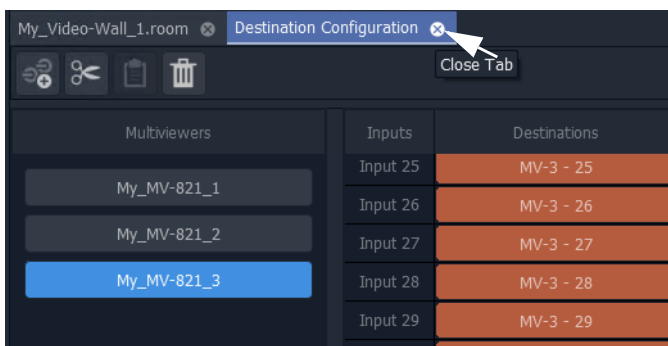 My_Video-Wall_1.room Destination Configuration
Close Tab
Multiviewers Inputs Destinations
My_MV-821_1
My_MV-821_2
My_MV-821_3
Input 25 MV-3 - 25
Input 26 MV-3 - 26
Input 27 MV-3 - 27
Input 28 MV-3 - 28
Input 29 MV-3 - 29